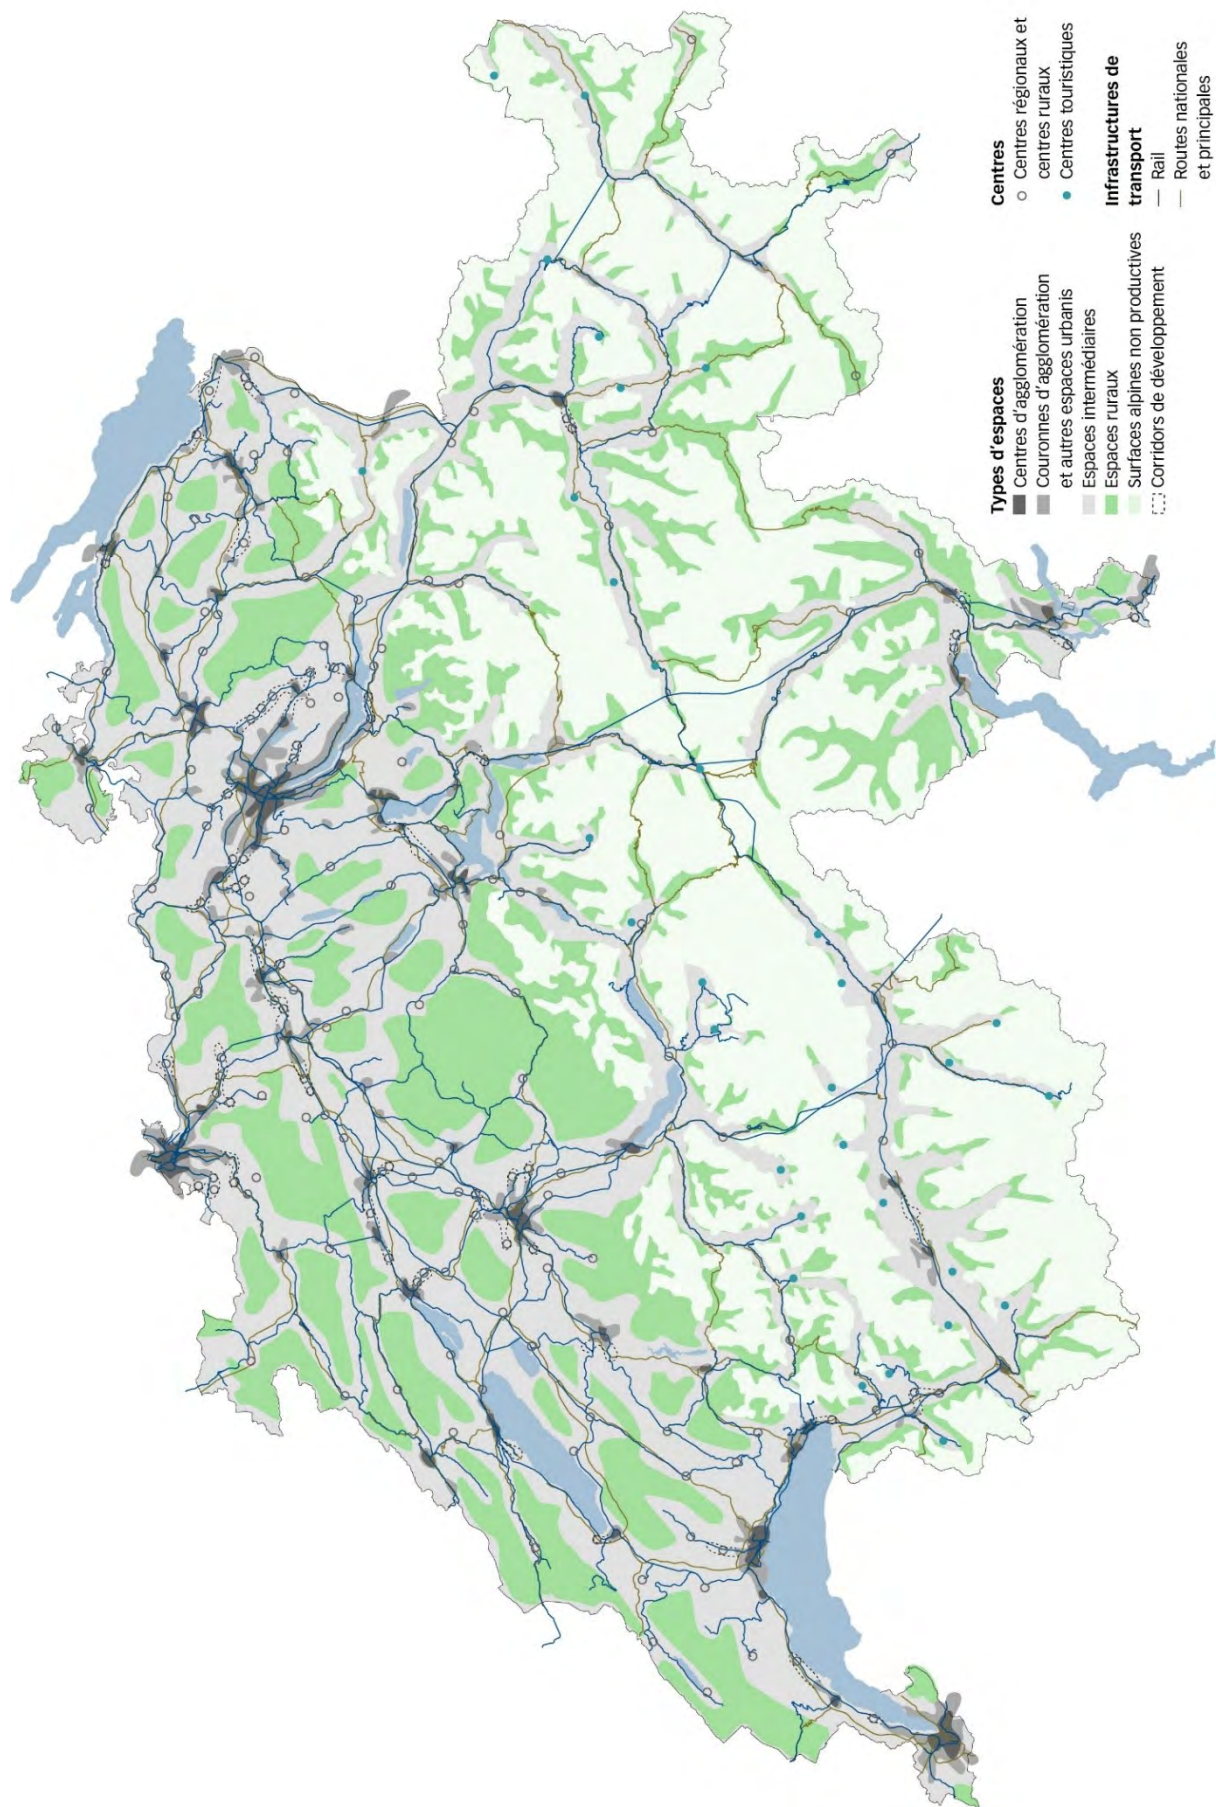 Types d'espaces
Centres d'agglomération
Couronnes d'agglomération
et autres espaces urbanis
Espaces intermédiaires
Espaces ruraux
Surfaces alpines non productives
Corridors de développement
Centres
Centres régionaux et
centres ruraux
Centres touristiques
Infrastructures de
transport
Rail
Routes nationales
et principales